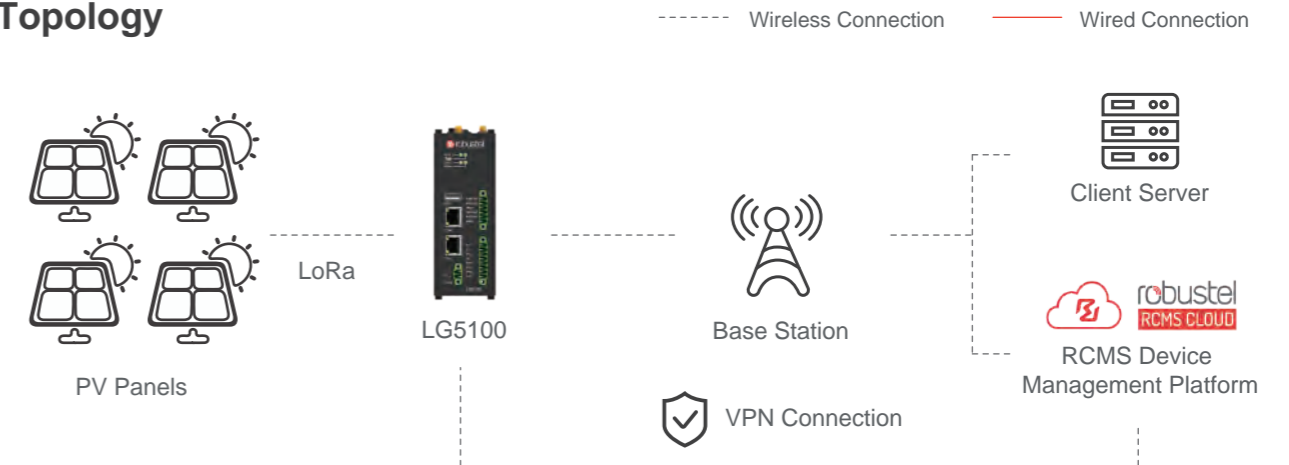 Topology
Wireless Connection
Wired Connection
robustel
Client Server
LoRa
robustel
RCMS CLOUD
LG5100
Base Station
RCMS Device
Management Platform
PV Panels
VPN Connection